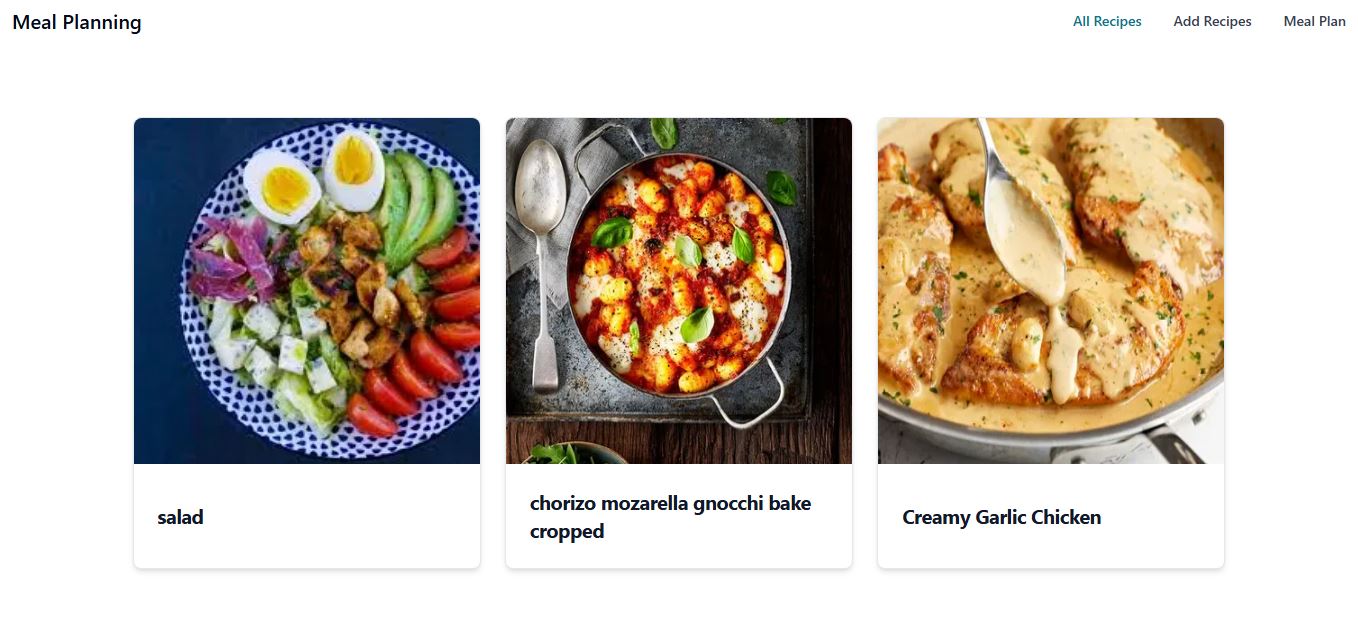 Meal Planning
All Recipes
Add Recipes
Meal Plan
salad
chorizo mozarella gnocchi bake
cropped
Creamy Garlic Chicken